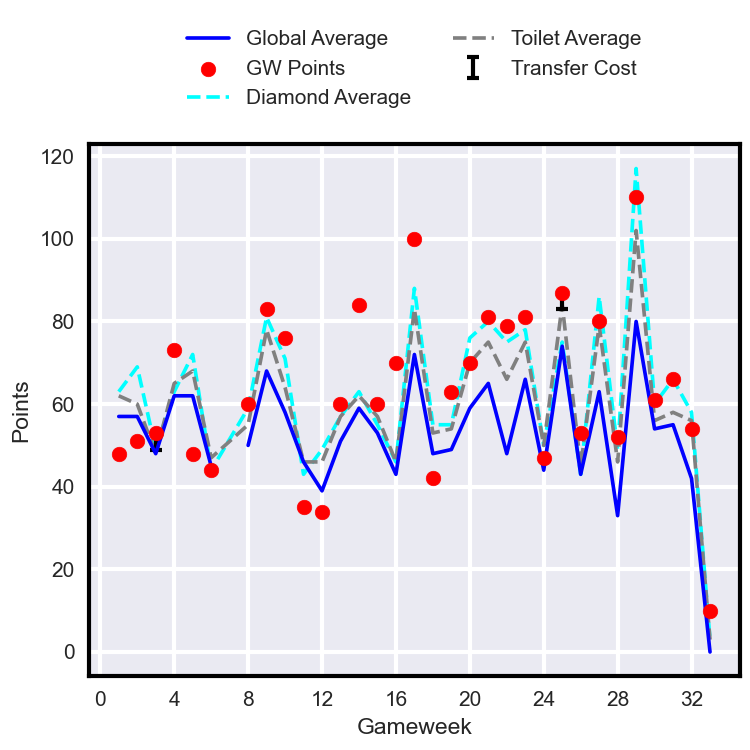 Global Average
GW Points
Diamond Average
Toilet Average
Transfer Cost
120
100
80
60
40
20
0
Points
0 4 8 12 16 20 24 28 32
Gameweek